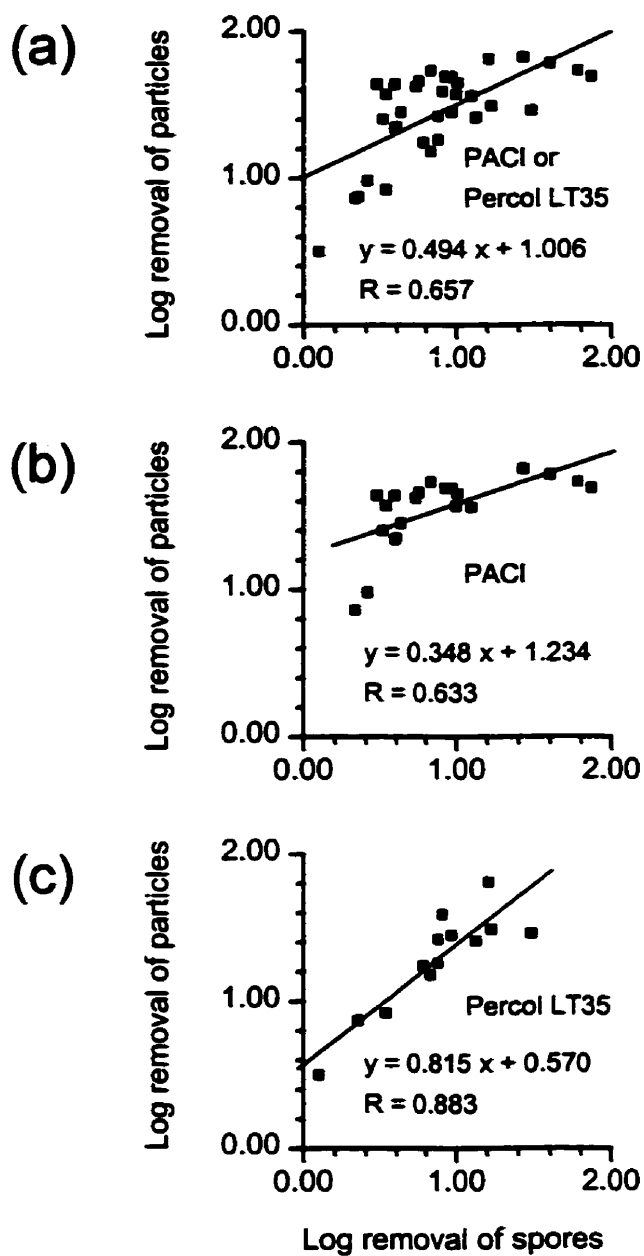 (a)
Log removal of particles
2.00
1.00
0.00
PACl or
Percol LT35
y = 0.494 x + 1.006
R = 0.657
0.00 1.00 2.00
(b)
Log removal of particles
2.00
1.00
0.00
PACl
y = 0.348 x + 1.234
R = 0.633
0.00 1.00 2.00
(c)
Log removal of particles
2.00
1.00
0.00
Percol LT35
y = 0.815 x + 0.570
R = 0.883
0.00 1.00 2.00
Log removal of spores